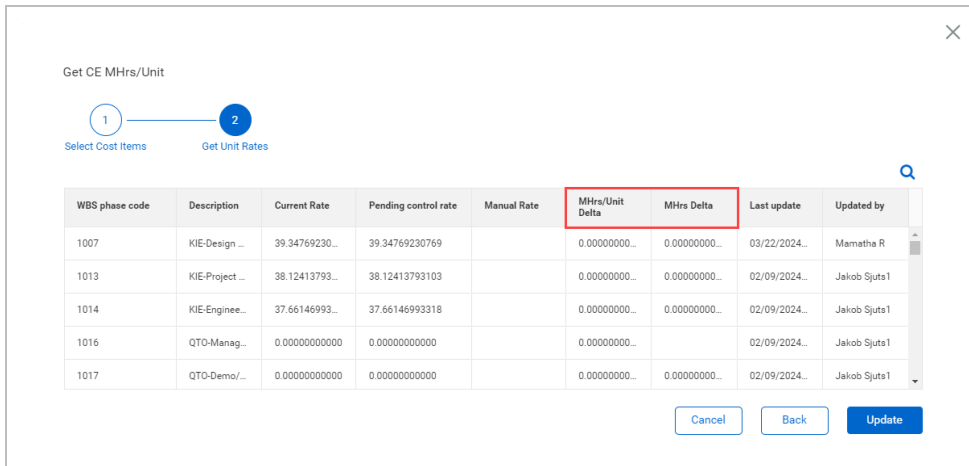 Get CE MHrs/Unit
1
2
Select Cost Items
Get Unit Rates
WBS phase code Description Current Rate Pending control rate Manual Rate MHrs/Unit Delta MHrs Delta Last update Updated by
1007 KIE-Design ... 39.34769230... 39.34769230769 0.00000000... 0.00000000... 03/22/2024... Mamatha R
1013 KIE-Project ... 38.12413793... 38.12413793103 0.00000000... 0.00000000... 02/09/2024... Jakob Sjuts1
1014 KIE-Enginee... 37.66146993... 37.66146993318 0.00000000... 0.00000000... 02/09/2024... Jakob Sjuts1
1016 QTO-Manag... 0.00000000000 0.00000000000 0.00000000... 02/09/2024... Jakob Sjuts1
1017 QTO-Demo/... 0.00000000000 0.00000000000 0.00000000... 0.00000000... 02/09/2024... Jakob Sjuts1
Cancel Back Update